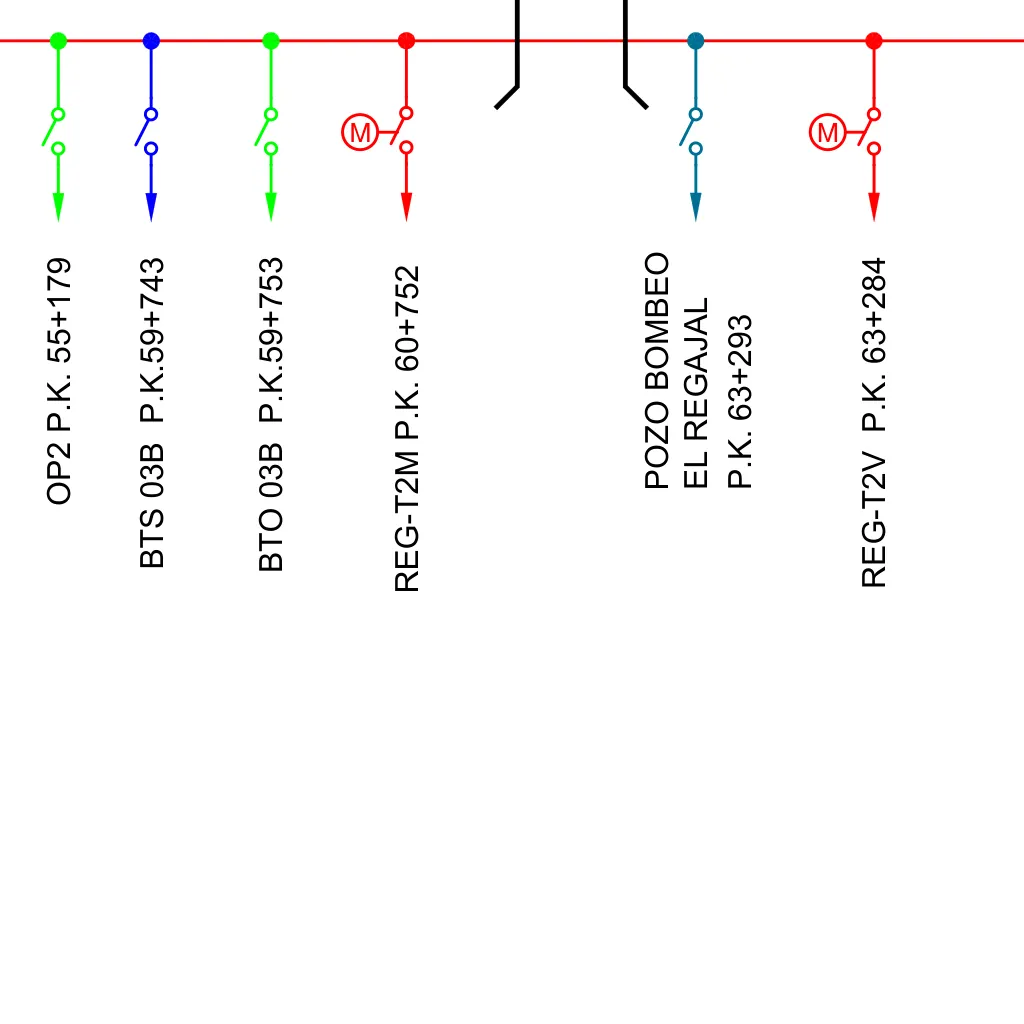 M
M
OP2 P.K. 55+179
BTS 03B P.K.59+743
BTO 03B P.K.59+753
REG-T2M P.K. 60+752
POZO BOMBEO
EL REGAJAL
P.K. 63+293
REG-T2V P.K. 63+284